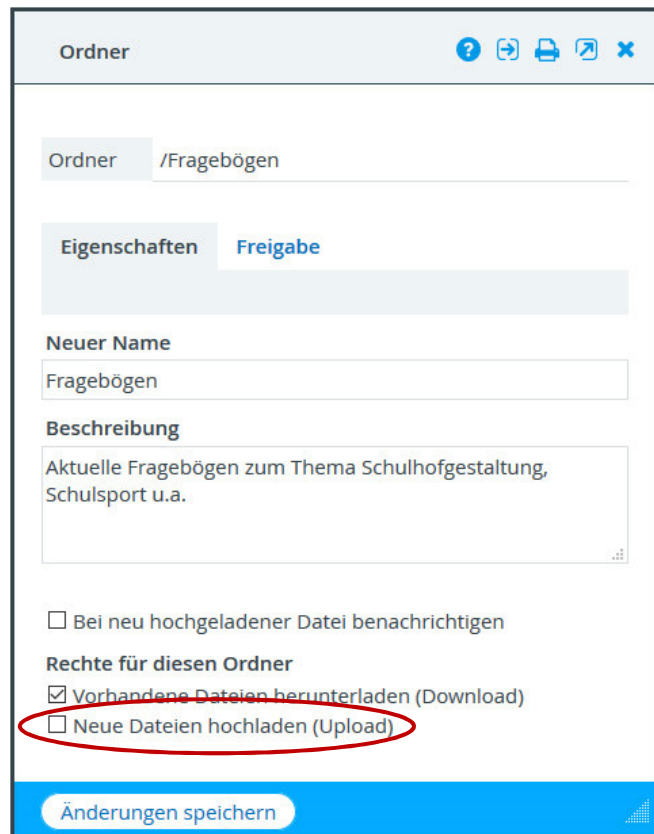 Ordner
Ordner /Fragebögen
Eigenschaften Freigabe
Neuer Name
Fragebögen
Beschreibung
Aktuelle Fragebögen zum Thema Schulhofgestaltung,
Schulsport u.a.
Bei neu hochgeladener Datei benachrichtigen
Rechte für diesen Ordner
Vorhandene Dateien herunterladen (Download)
Neue Dateien hochladen (Upload)
Änderungen speichern